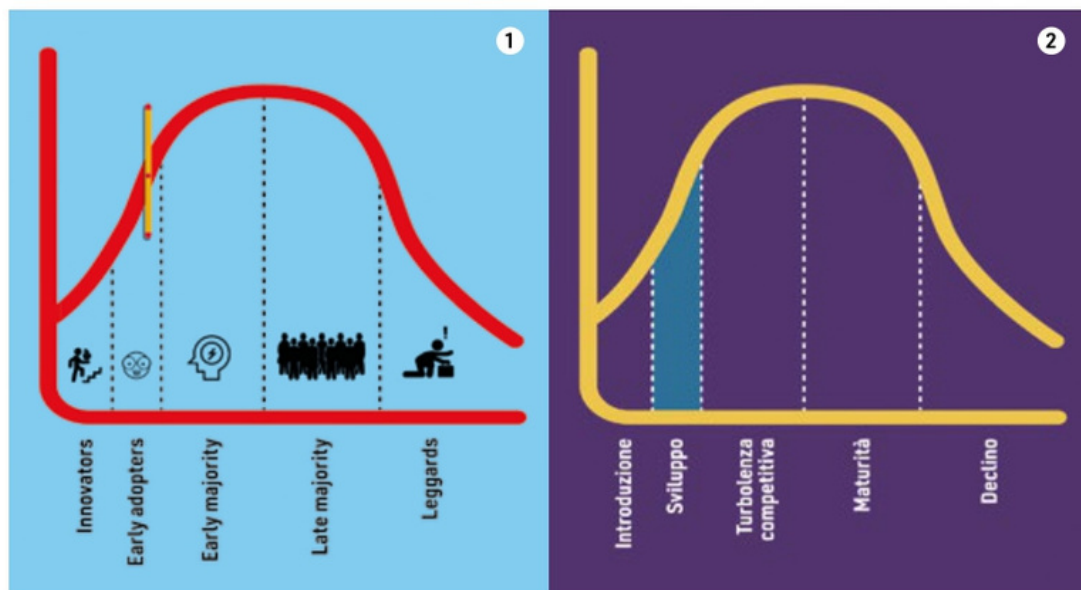 1
Innovators
Early adopters
Early majority
Late majority
Leggards
!
2
Introduzione
Sviluppo
Turbolenza
competitiva
Maturità
Declino